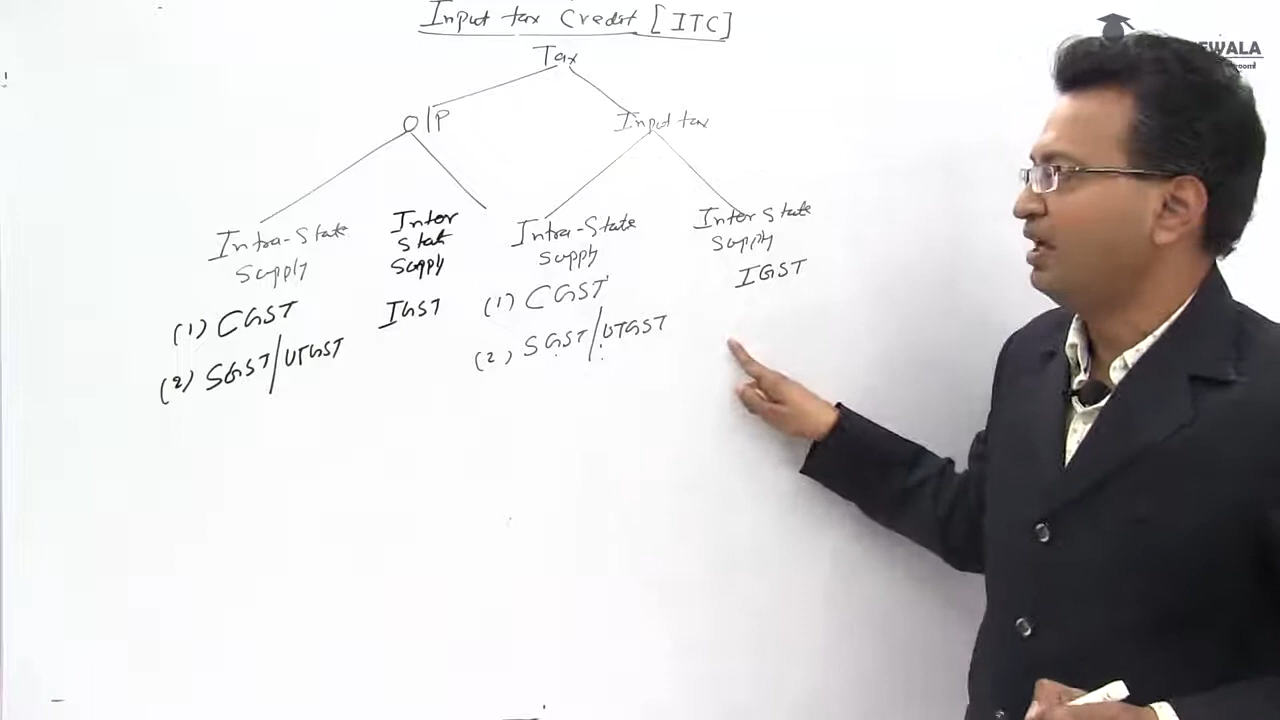 Input tax Credit [ITC]
Tax
O/P
Input tax
Intra-State
Supply
(1) CGST
(2) SGST/UTGST
Inter
State
Supply
IGST
Intra-State
Supply
(1) CGST
(2) SGST/UTGST
Inter State
Supply
IGST
EWALA